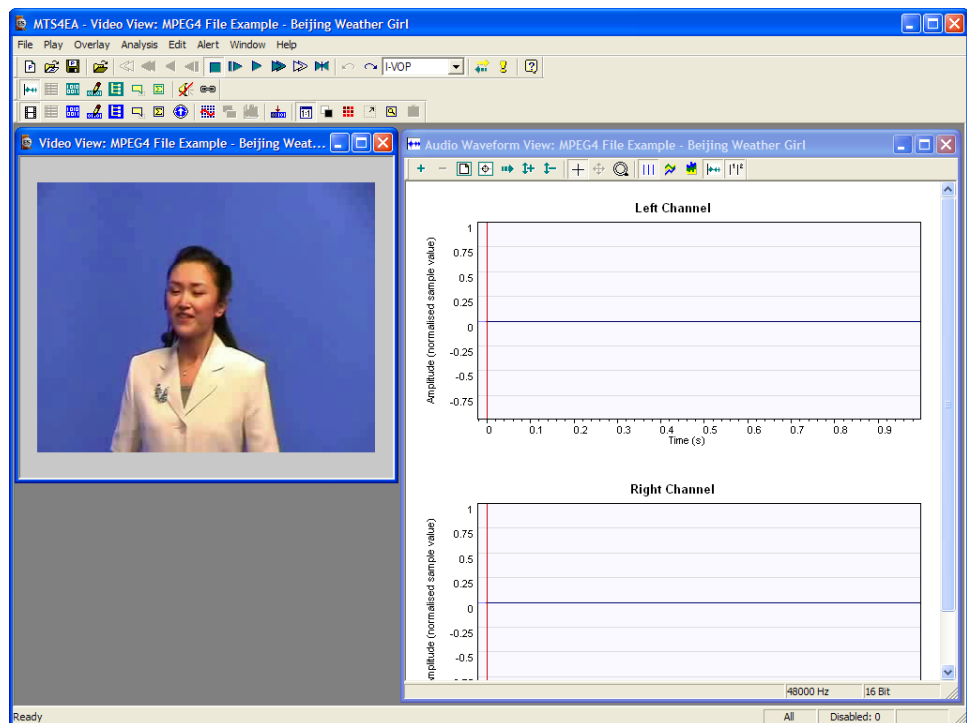 MTS4EA - Video View: MPEG4 File Example - Beijing Weather Girl
File Play Overlay Analysis Edit Alert Window Help
I-VOP
Video View: MPEG4 File Example - Beijing Weat...
Audio Waveform View: MPEG4 File Example - Beijing Weather Girl
Left Channel
Amplitude (normalised sample value)
1
0.75
0.5
0.25
0
-0.25
-0.5
-0.75
0 0.1 0.2 0.3 0.4 0.5 0.6 0.7 0.8 0.9
Time (s)
Right Channel
Amplitude (normalised sample value)
1
0.75
0.5
0.25
0
-0.25
-0.5
48000 Hz 16 Bit
Ready All Disabled: 0